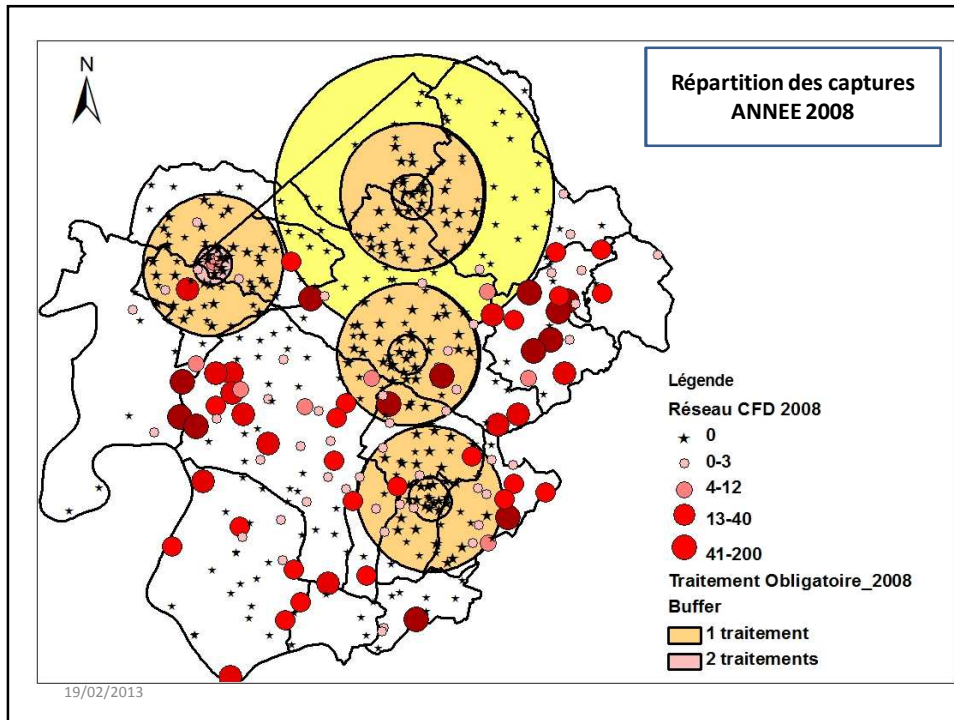 N
Répartition des captures
ANNEE 2008
Légende
Réseau CFD 2008
0
0-3
4-12
13-40
41-200
Traitement Obligatoire_2008
Buffer
1 traitement
2 traitements
19/02/2013